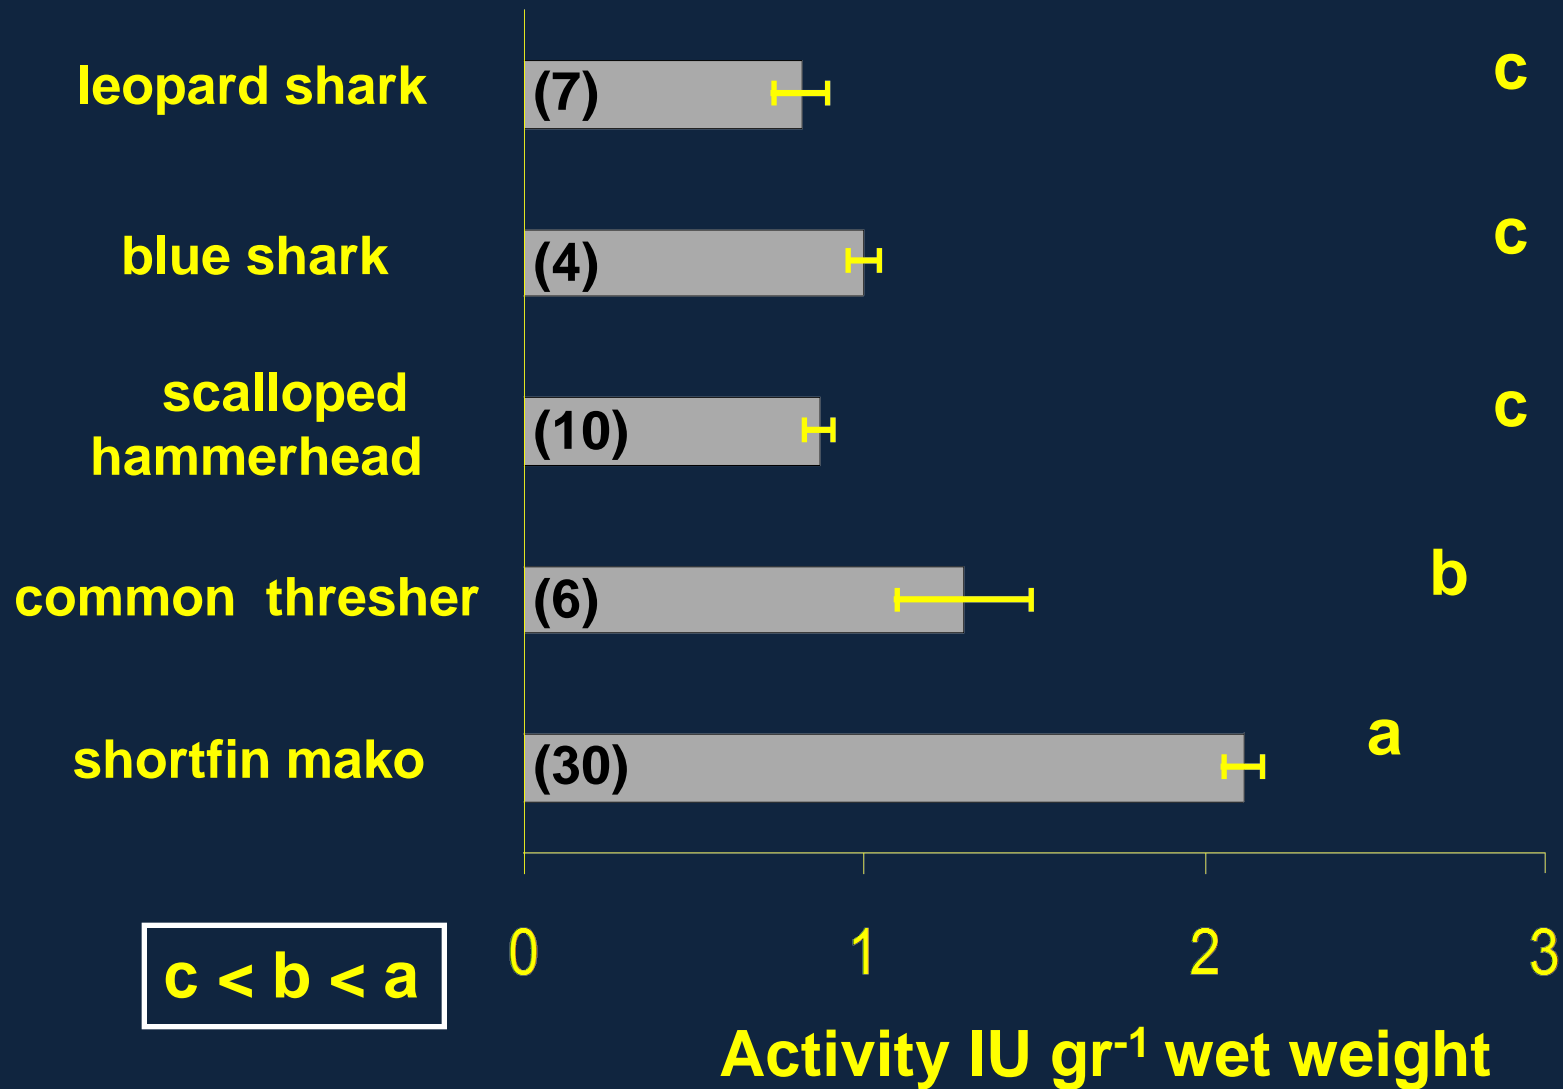 leopard shark (7) c
blue shark (4) c
scalloped
hammerhead (10) c
common thresher (6) b
shortfin mako (30) a
0 1 2 3
c < b < a
Activity IU gr⁻¹ wet weight